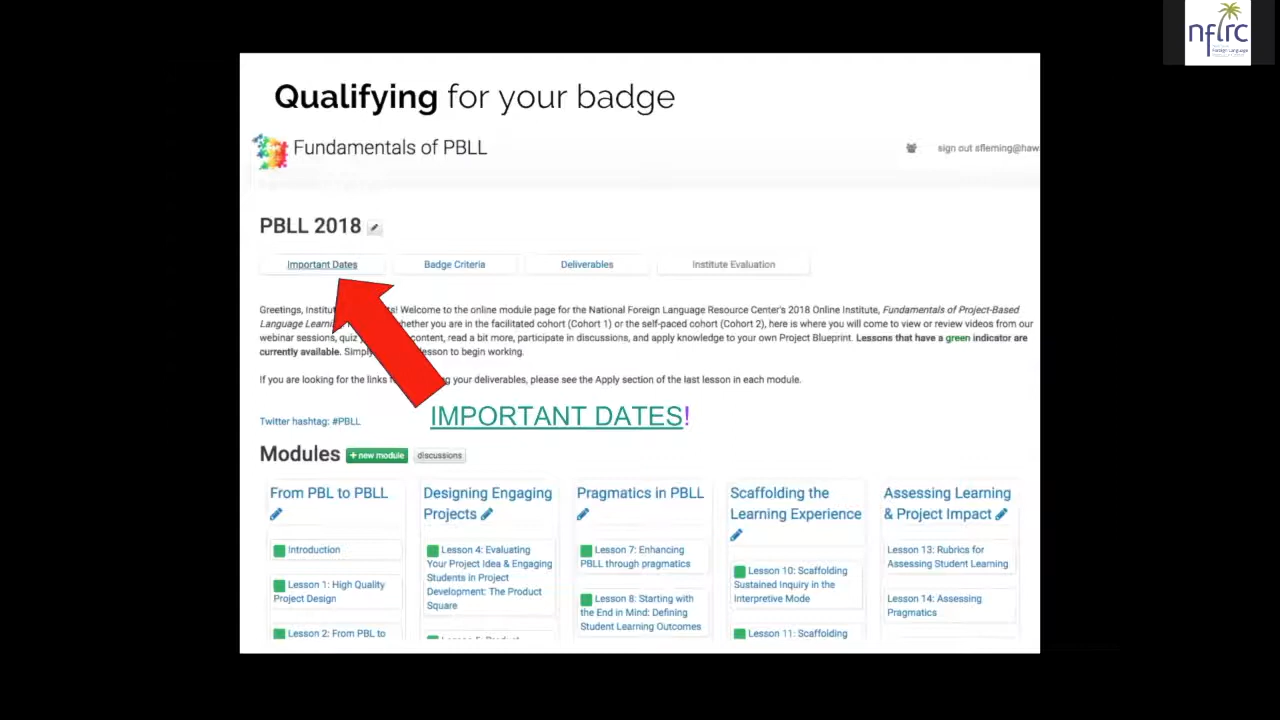 nflrc
Foreign Language
Qualifying for your badge
Fundamentals of PBLL
sign out sfleming@haw
PBLL 2018
Important Dates
Badge Criteria
Deliverables
Institute Evaluation
Greetings, Institu ts! Welcome to the online module page for the National Foreign Language Resource Center's 2018 Online Institute, Fundamentals of Project-Based
Language Learni hether you are in the facilitated cohort (Cohort 1) or the self-paced cohort (Cohort 2), here is where you will come to view or review videos from our
webinar sessions, quiz y content, read a bit more, participate in discussions, and apply knowledge to your own Project Blueprint. Lessons that have a green indicator are
currently available. Simply esson to begin working.
If you are looking for the links f g your deliverables, please see the Apply section of the last lesson in each module.
IMPORTANT DATES!
Twitter hashtag: #PBLL
Modules
+ new module
discussions
From PBL to PBLL
Introduction
Lesson 1: High Quality
Project Design
Lesson 2: From PBL to
Designing Engaging
Projects
Lesson 4: Evaluating
Your Project Idea & Engaging
Students in Project
Development: The Product
Square
Pragmatics in PBLL
Lesson 7: Enhancing
PBLL through pragmatics
Lesson 8: Starting with
the End in Mind: Defining
Student Learning Outcomes
Scaffolding the
Learning Experience
Lesson 10: Scaffolding
Sustained Inquiry in the
Interpretive Mode
Lesson 11: Scaffolding
Assessing Learning
& Project Impact
Lesson 13: Rubrics for
Assessing Student Learning
Lesson 14: Assessing
Pragmatics